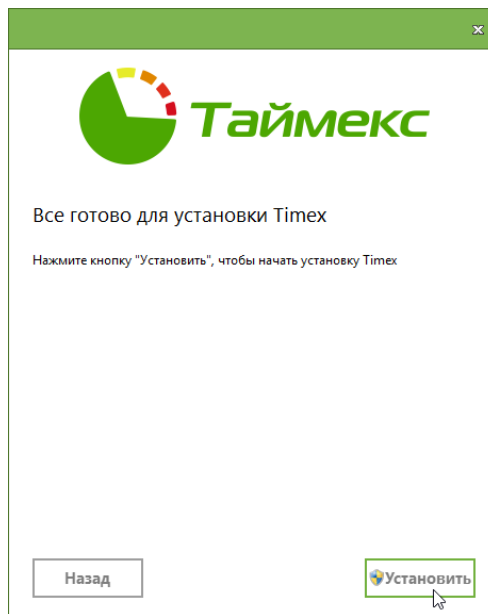 Таймекс
Все готово для установки Timex
Нажмите кнопку "Установить", чтобы начать установку Timex
Назад
Установить